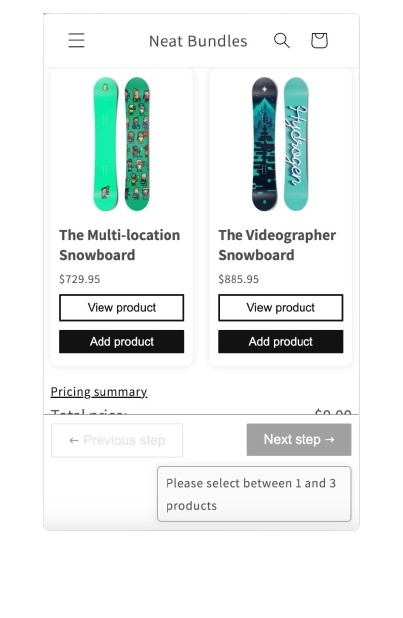 Neat Bundles
Hydrogen
The Multi-location
Snowboard
$729.95
View product
Add product
The Videographer
Snowboard
$885.95
View product
Add product
Pricing summary
Total price:
$0.00
← Previous step
Next step →
Please select between 1 and 3
products